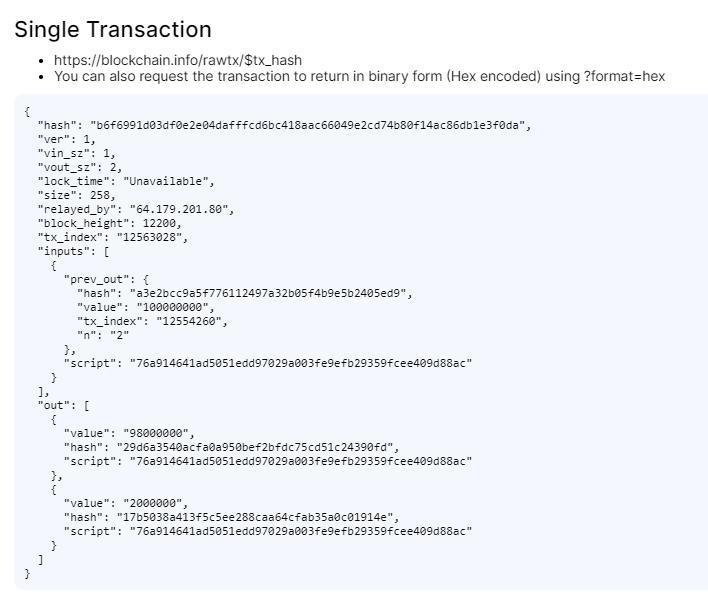 Single Transaction
• https://blockchain.info/rawtx/$tx_hash
• You can also request the transaction to return in binary form (Hex encoded) using ?format=hex
{
  "hash": "b6f6991d03df0e2e04dafffcd6bc418aac66049e2cd74b80f14ac86db1e3f0da",
  "ver": 1,
  "vin_sz": 1,
  "vout_sz": 2,
  "lock_time": "Unavailable",
  "size": 258,
  "relayed_by": "64.179.201.80",
  "block_height": 12200,
  "tx_index": "12563028",
  "inputs": [
    {
      "prev_out": {
        "hash": "a3e2bcc9a5f776112497a32b05f4b9e5b2405ed9",
        "value": "100000000",
        "tx_index": "12554260",
        "n": "2"
      },
      "script": "76a914641ad5051edd97029a003fe9efb29359fcee409d88ac"
    }
  ],
  "out": [
    {
      "value": "98000000",
      "hash": "29d6a3540acfa0a950bef2bfdc75cd51c24390fd",
      "script": "76a914641ad5051edd97029a003fe9efb29359fcee409d88ac"
    },
    {
      "value": "2000000",
      "hash": "17b5038a413f5c5ee288caa64cfab35a0c01914e",
      "script": "76a914641ad5051edd97029a003fe9efb29359fcee409d88ac"
    }
  ]
}